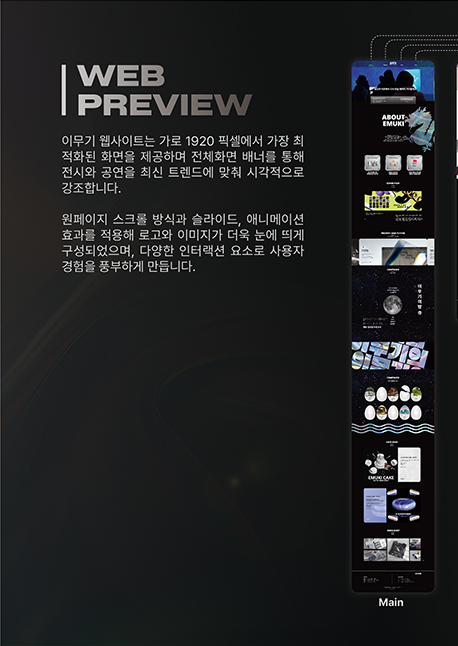 WEB
PREVIEW
이무기 웹사이트는 가로 1920 픽셀에서 가장 최
적화된 화면을 제공하며 전체화면 배너를 통해
전시와 공연을 최신 트렌드에 맞춰 시각적으로
강조합니다.
원페이지 스크롤 방식과 슬라이드, 애니메이션
효과를 적용해 로고와 이미지가 더욱 눈에 띄게
구성되었으며, 다양한 인터랙션 요소로 사용자
경험을 풍부하게 만듭니다.
ABOUT
EMUKI
EMUKI CAKE
Main